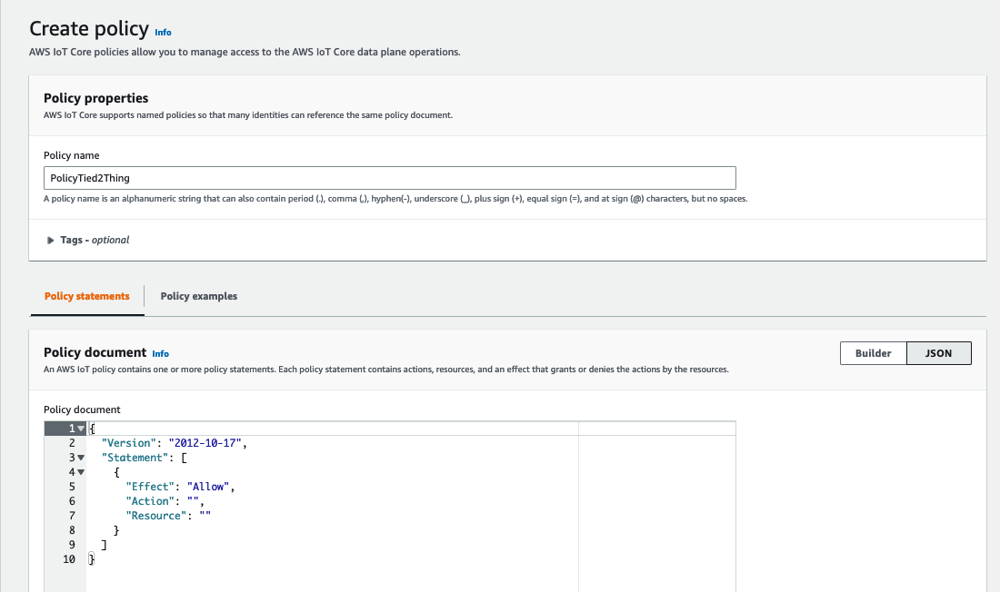 Create policy Info
AWS IoT Core policies allow you to manage access to the AWS IoT Core data plane operations.
Policy properties
AWS IoT Core supports named policies so that many identities can reference the same policy document.
Policy name
PolicyTied2Thing
A policy name is an alphanumeric string that can also contain period (.), comma (,), hyphen(-), underscore (_), plus sign (+), equal sign (=), and at sign (@) characters, but no spaces.
Tags - optional
Policy statements Policy examples
Policy document Info
Builder JSON
An AWS IoT policy contains one or more policy statements. Each policy statement contains actions, resources, and an effect that grants or denies the actions by the resources.
Policy document
1 {
2 "Version": "2012-10-17",
3 "Statement": [
4 {
5 "Effect": "Allow",
6 "Action": "",
7 "Resource": ""
8 }
9 ]
10 }